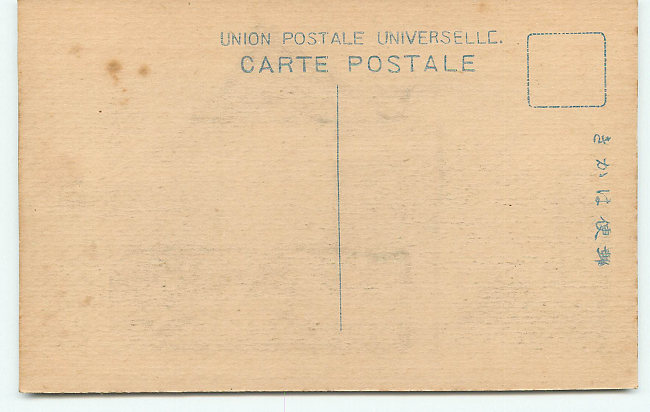 UNION POSTALE UNIVERSELLE.
CARTE POSTALE
きかは便郵